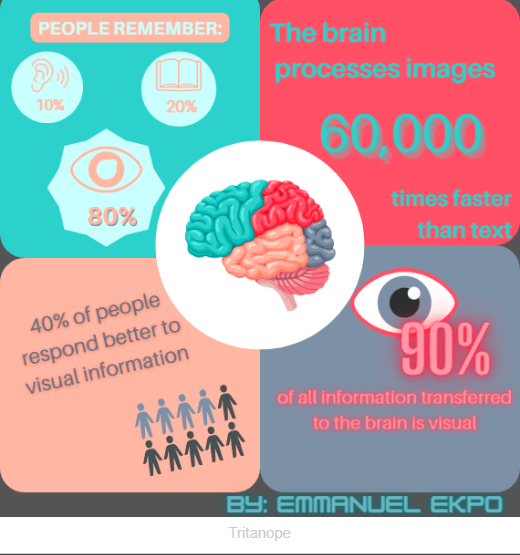 PEOPLE REMEMBER:
10%
20%
80%
The brain
processes images
60,000
times faster
than text
40% of people
respond better to
visual information
90%
of all information transferred
to the brain is visual
BY: EMMANUEL EKPO
Tritanope